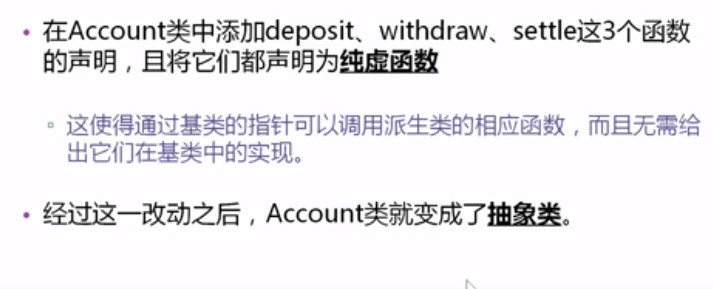 • 在Account类中添加deposit、withdraw、settle这3个函数
的声明，且将它们都声明为纯虚函数
▫ 这使得通过基类的指针可以调用派生类的相应函数，而且无需给
出它们在基类中的实现。
• 经过这一改动之后，Account类就变成了抽象类。